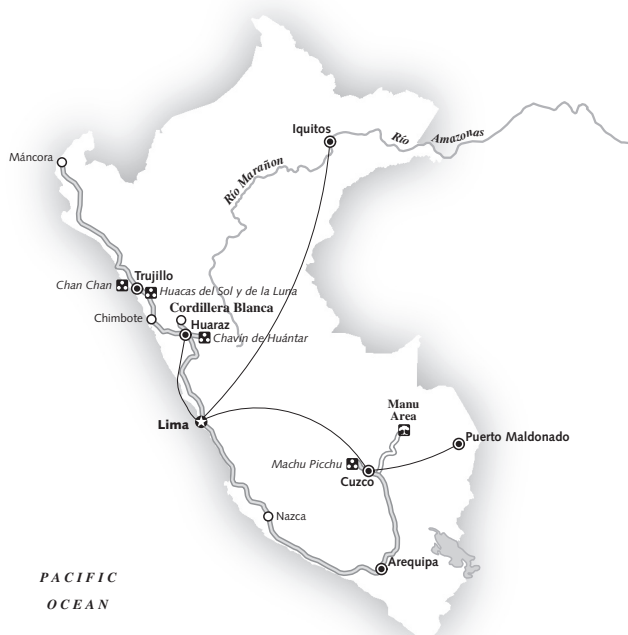 Iquitos
Río Amazonas
Máncora
Río Marañon
Trujillo
Chan Chan
Huacas del Sol y de la Luna
Cordillera Blanca
Chimbote
Huaraz
Chavín de Huántar
Manu
Area
Lima
Puerto Maldonado
Machu Picchu
Cuzco
Nazca
Arequipa
PACIFIC
OCEAN